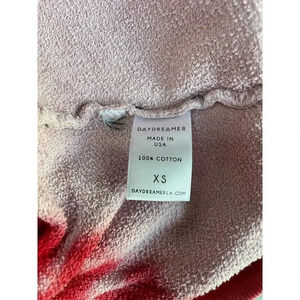 DAYDREAMER
MADE IN
USA
100% COTTON
XS
DAYDREAMERLA.COM